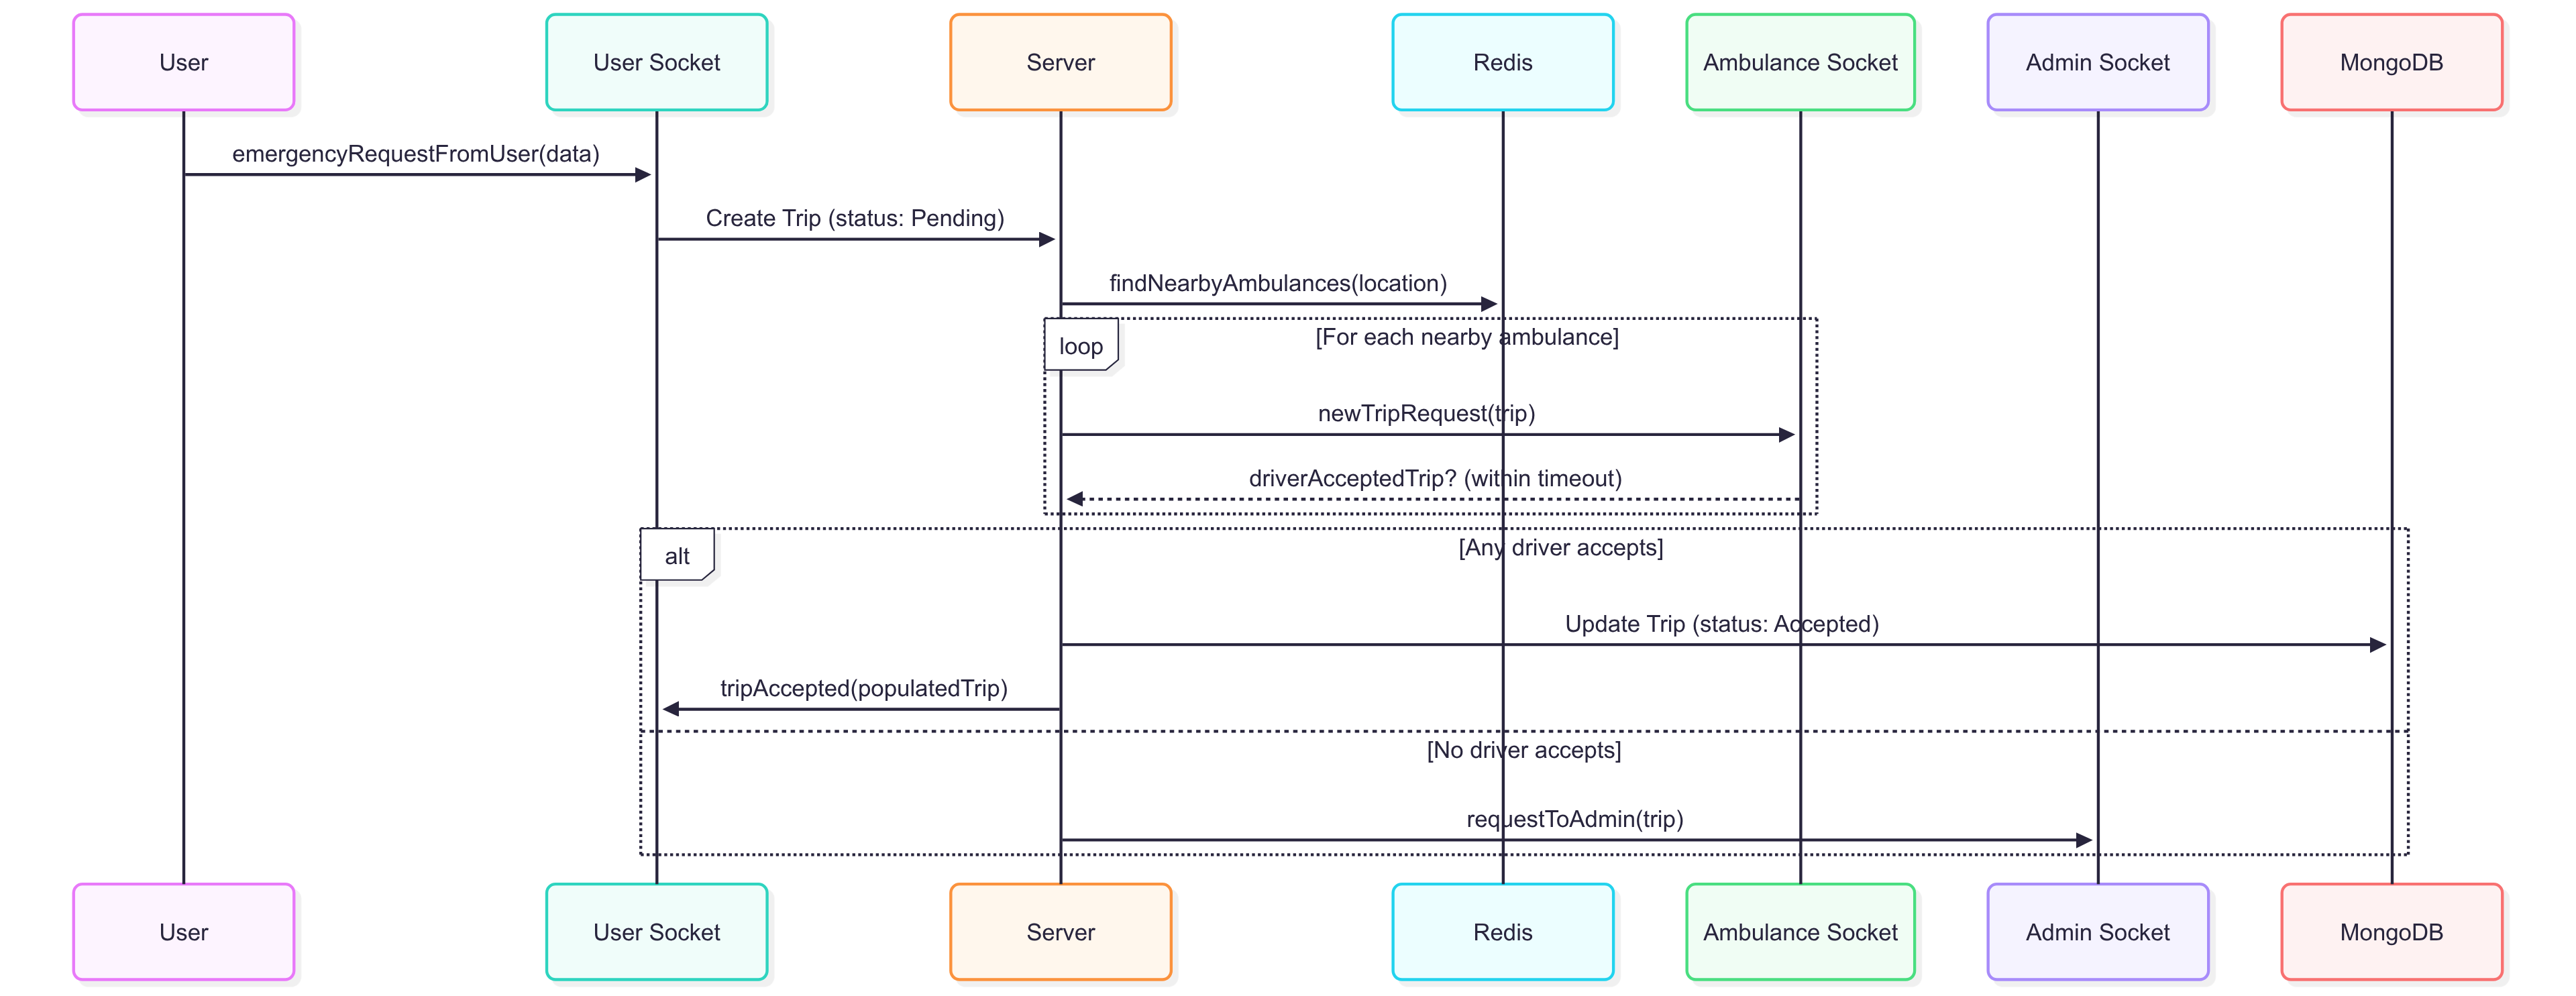 User
User Socket
Server
Redis
Ambulance Socket
Admin Socket
MongoDB
emergencyRequestFromUser(data)
Create Trip (status: Pending)
findNearbyAmbulances(location)
loop
[For each nearby ambulance]
newTripRequest(trip)
driverAcceptedTrip? (within timeout)
alt
[Any driver accepts]
Update Trip (status: Accepted)
tripAccepted(populatedTrip)
[No driver accepts]
requestToAdmin(trip)
User
User Socket
Server
Redis
Ambulance Socket
Admin Socket
MongoDB